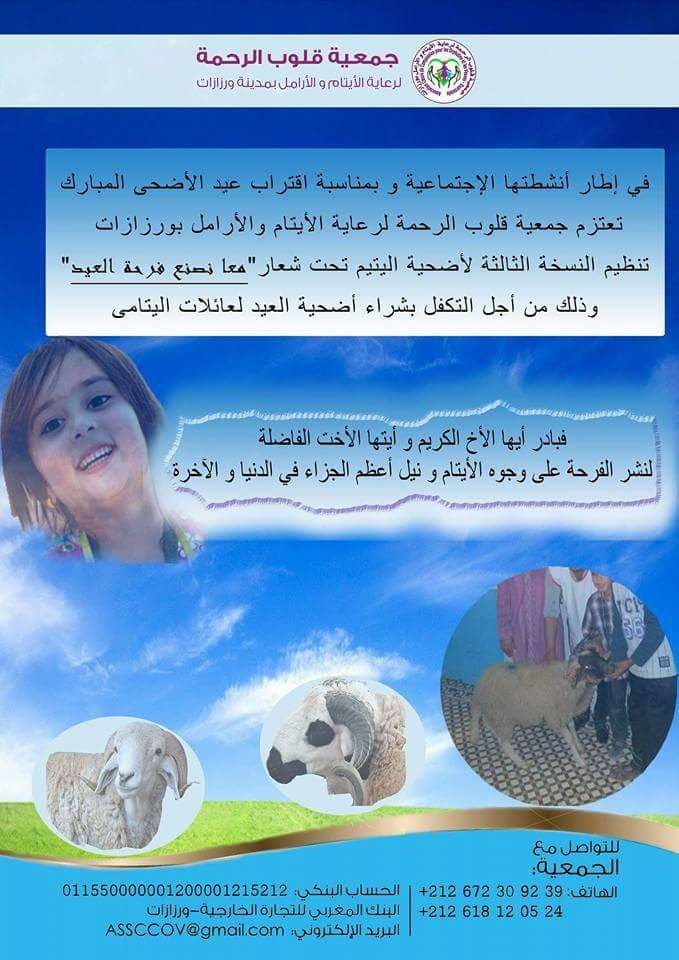 جمعية قلوب الرحمة
لرعاية الأيتام و الأرامل بمدينة ورزازات
في إطار أنشطتها الإجتماعية و بمناسبة اقتراب عيد الأضحى المبارك
تعتزم جمعية قلوب الرحمة لرعاية الأيتام والأرامل بورزازات
تنظيم النسخة الثالثة لأضحية اليتيم تحت شعار "معا نصنع فرحة العيد"
وذلك من أجل التكفل بشراء أضحية العيد لعائلات اليتامى
فبادر أيها الأخ الكريم و أيتها الأخت الفاضلة
لنشر الفرحة على وجوه الأيتام و نيل أعظم الجزاء في الدنيا و الآخرة
للتواصل مع
الجمعية:
الهاتف: 39 92 30 672 212+
24 05 12 618 212+
الحساب البنكي: 011550000001200001215212
البنك المغربي للتجارة الخارجية-ورزازات
البريد الإلكتروني: ASSCCOV@gmail.com